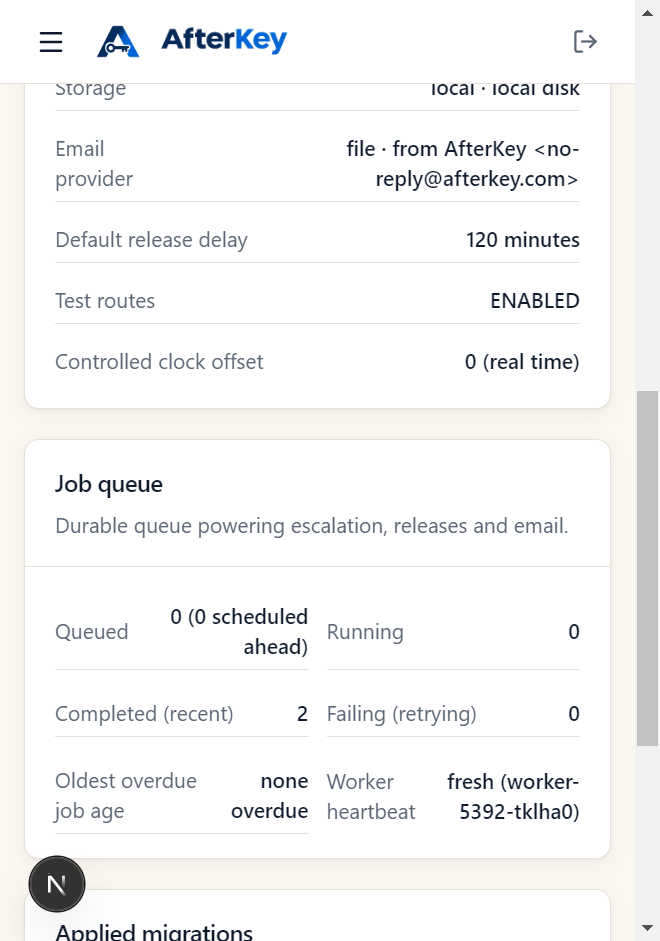 AfterKey
Storage
local · local disk
Email
provider
file · from AfterKey <no-
reply@afterkey.com>
Default release delay
120 minutes
Test routes
ENABLED
Controlled clock offset
0 (real time)
Job queue
Durable queue powering escalation, releases and email.
Queued
0 (0 scheduled
ahead)
Running
0
Completed (recent)
2
Failing (retrying)
0
Oldest overdue
job age
none
overdue
Worker
heartbeat
fresh (worker-
5392-tklha0)
N
Applied migrations